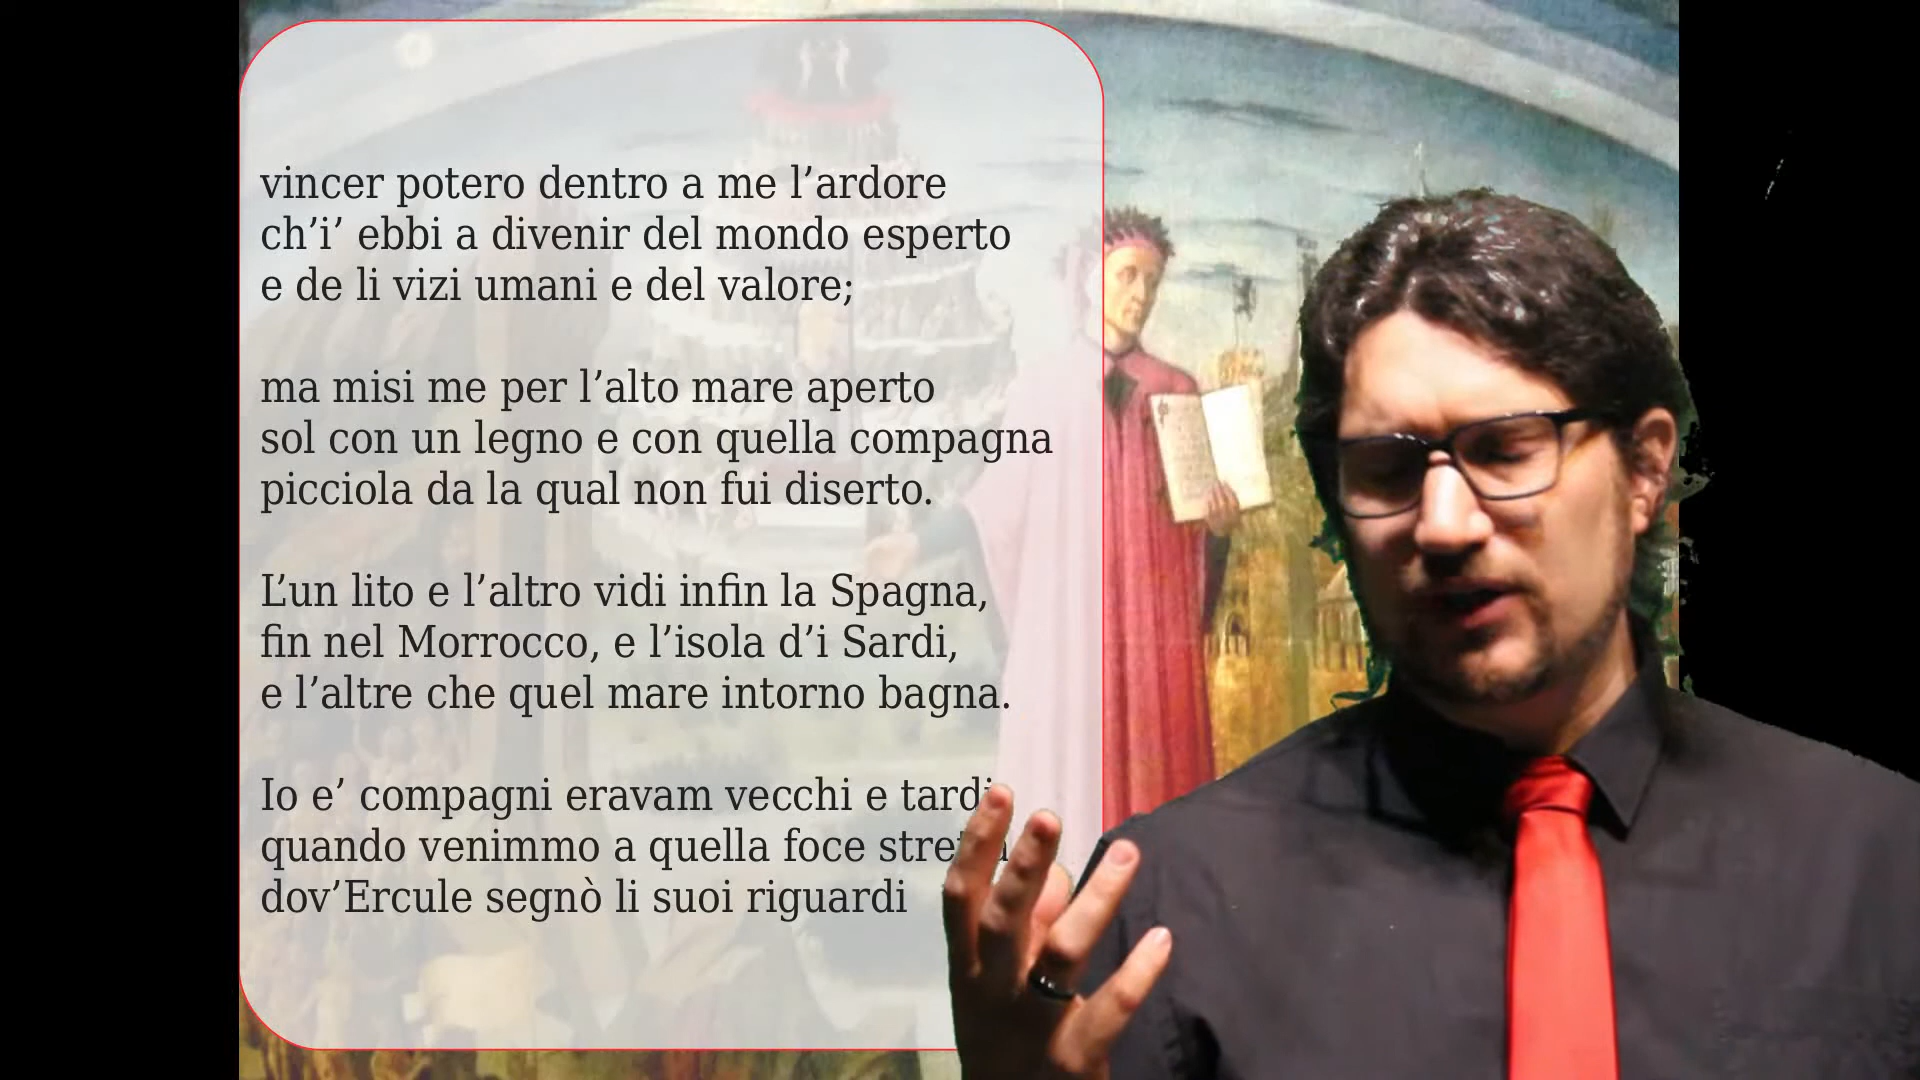 vincer potero dentro a me l’ardore
ch’i’ ebbi a divenir del mondo esperto
e de li vizi umani e del valore;
ma misi me per l’alto mare aperto
sol con un legno e con quella compagna
picciola da la qual non fui diserto.
L’un lito e l’altro vidi infin la Spagna,
fin nel Morrocco, e l’isola d’i Sardi,
e l’altre che quel mare intorno bagna.
Io e’ compagni eravam vecchi e tardi
quando venimmo a quella foce stretta
dov’Ercule segnò li suoi riguardi